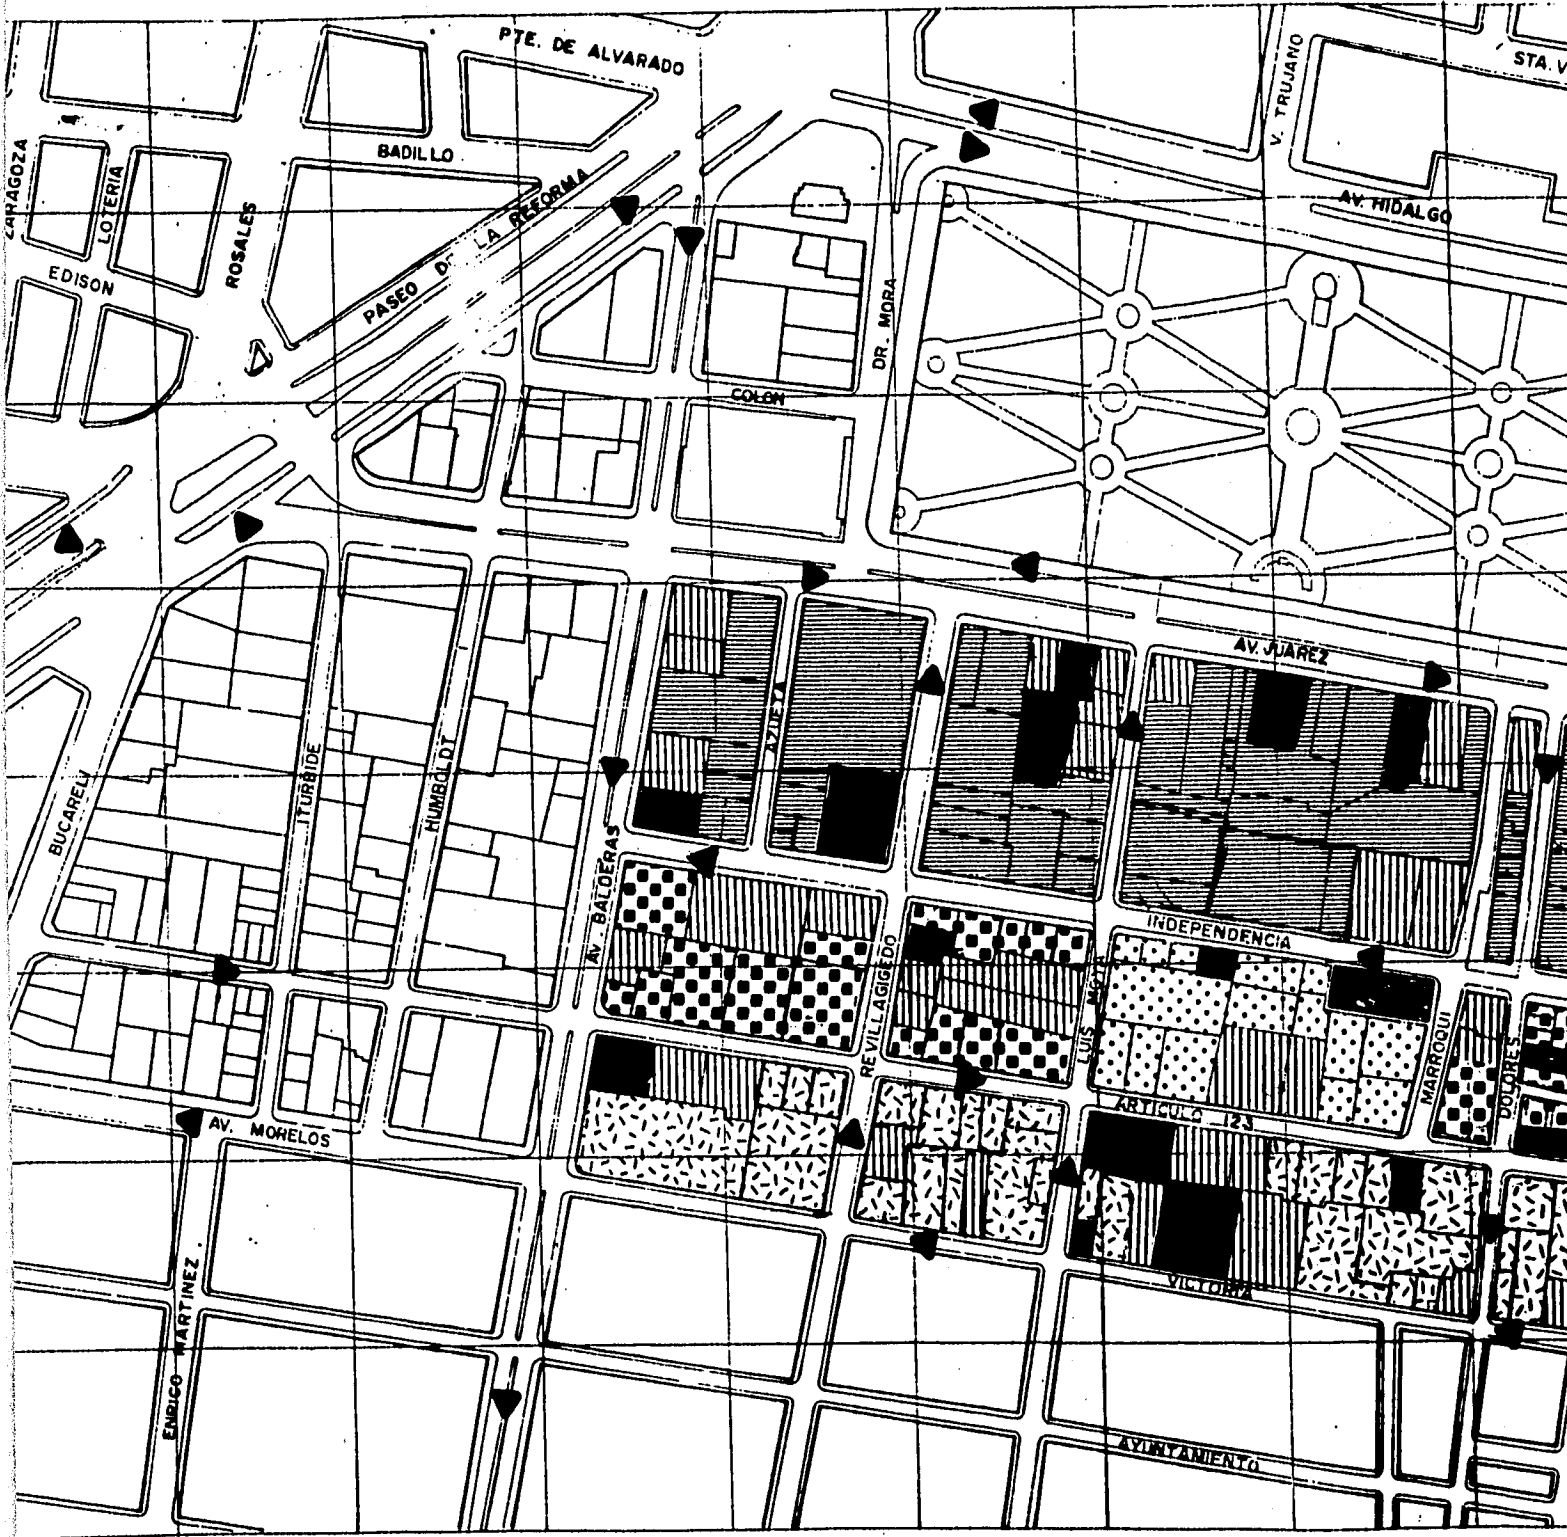 PTE. DE ALVARADO
STA. V
V. TRUJANO
BADILLO
ZARAGOZA
LOTERIA
ROSALES
PASEO DE LA REFORMA
AV. HIDALGO
EDISON
DR. MORA
COLON
AV. JUAREZ
AZUETA
BUCARELI
ITURBIDE
HUMBOLDT
AV. BALDERAS
INDEPENDENCIA
REVILLAGIGEDO
LUIS MOYA
MARROQUI
DOLORES
ARTICULO 123
AV. MORELOS
VICTORIA
ENRICO MARTINEZ
AYUNTAMIENTO